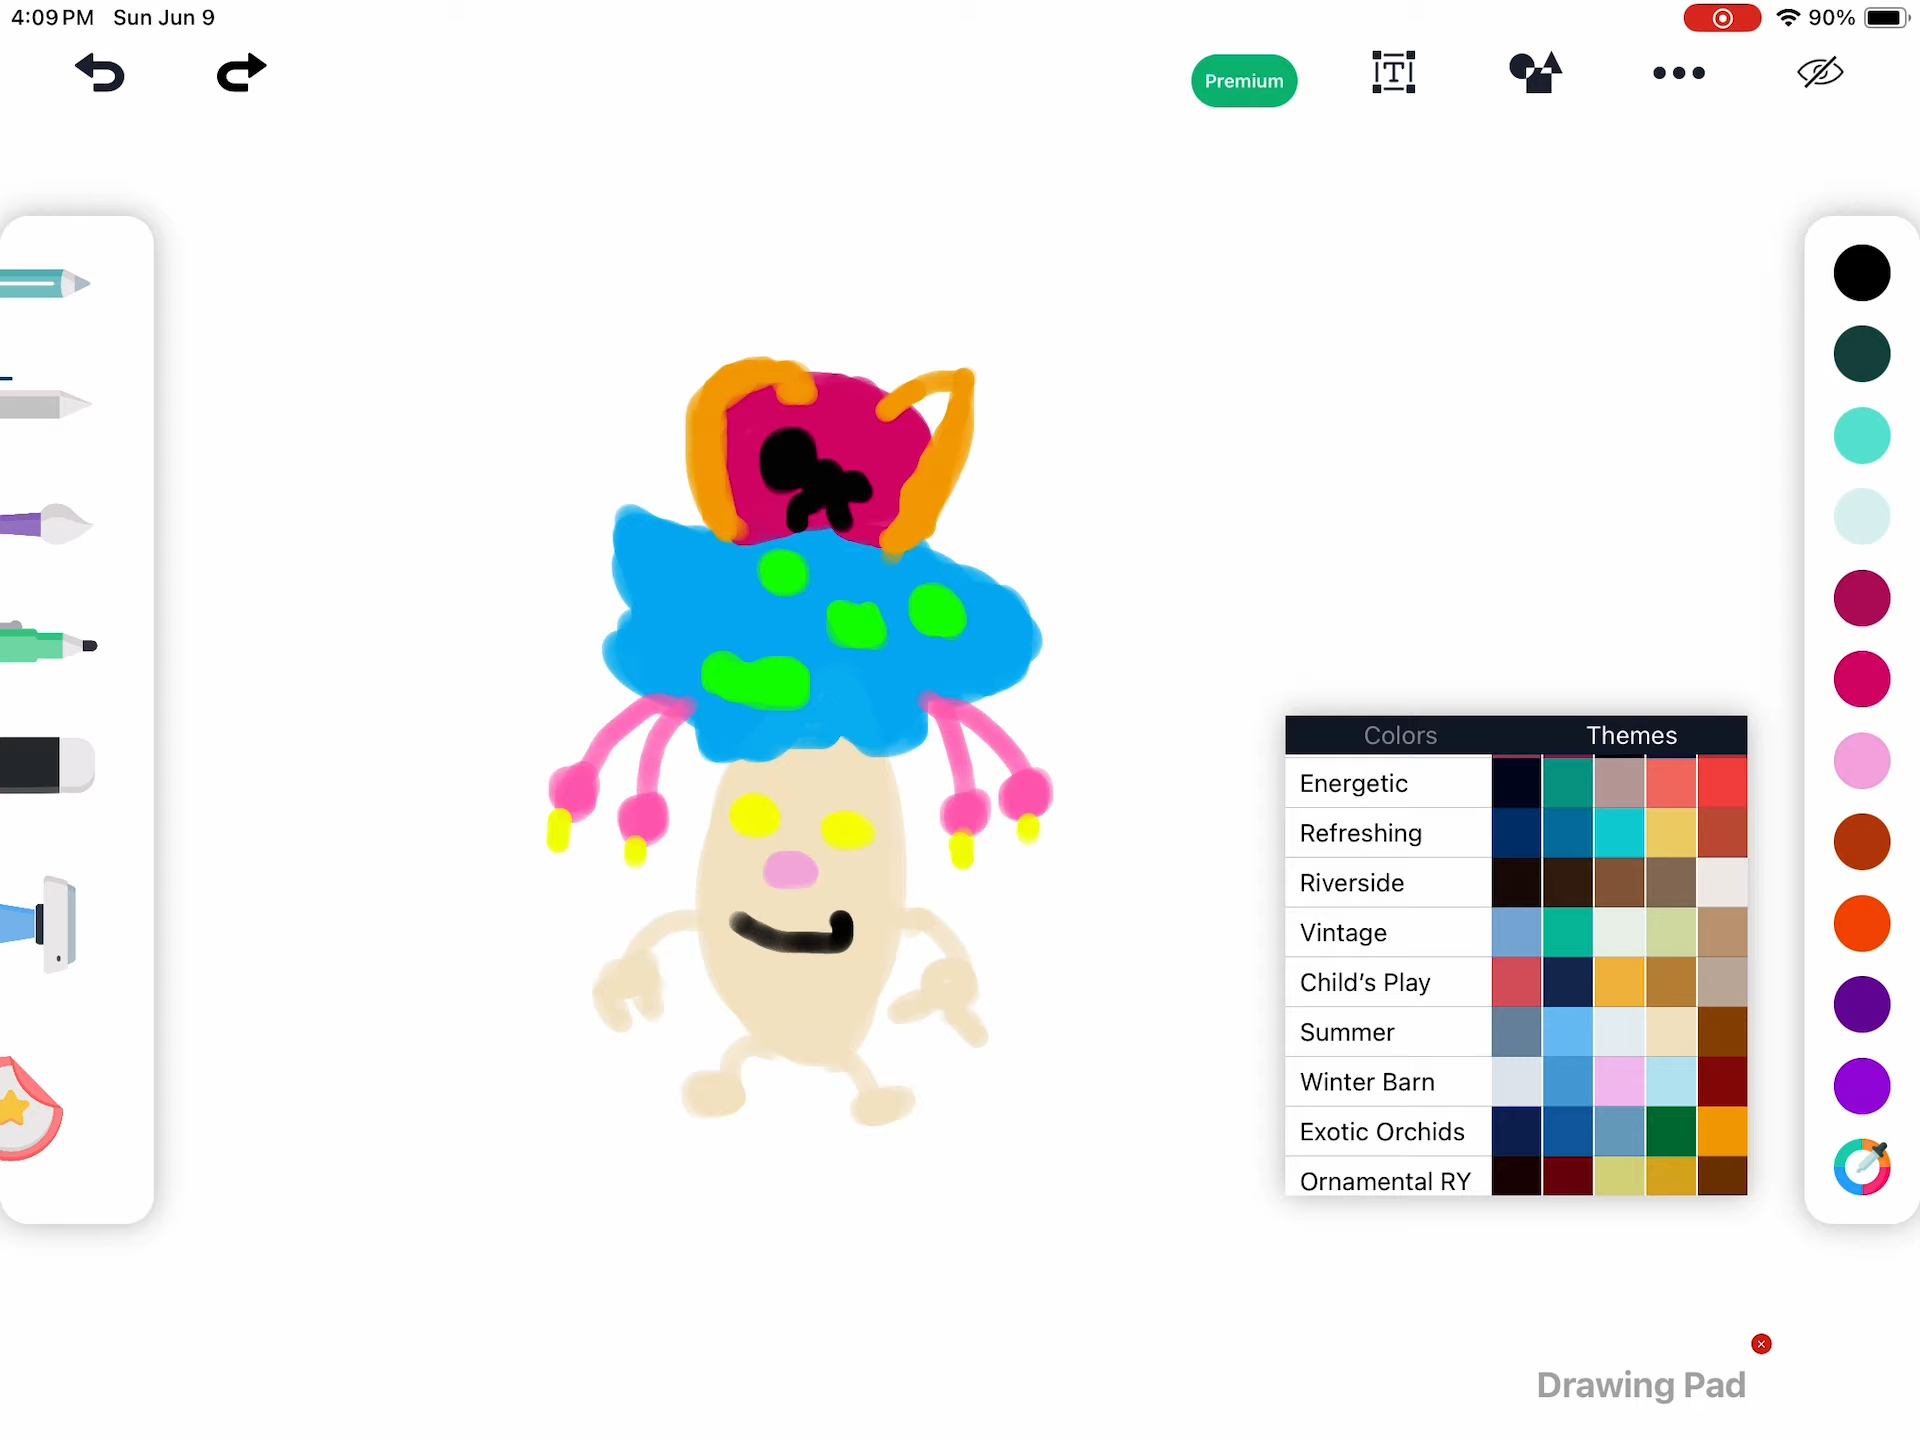 4:09 PM Sun Jun 9
90%
Premium
T
Colors Themes
Energetic
Refreshing
Riverside
Vintage
Child's Play
Summer
Winter Barn
Exotic Orchids
Ornamental RY
Drawing Pad